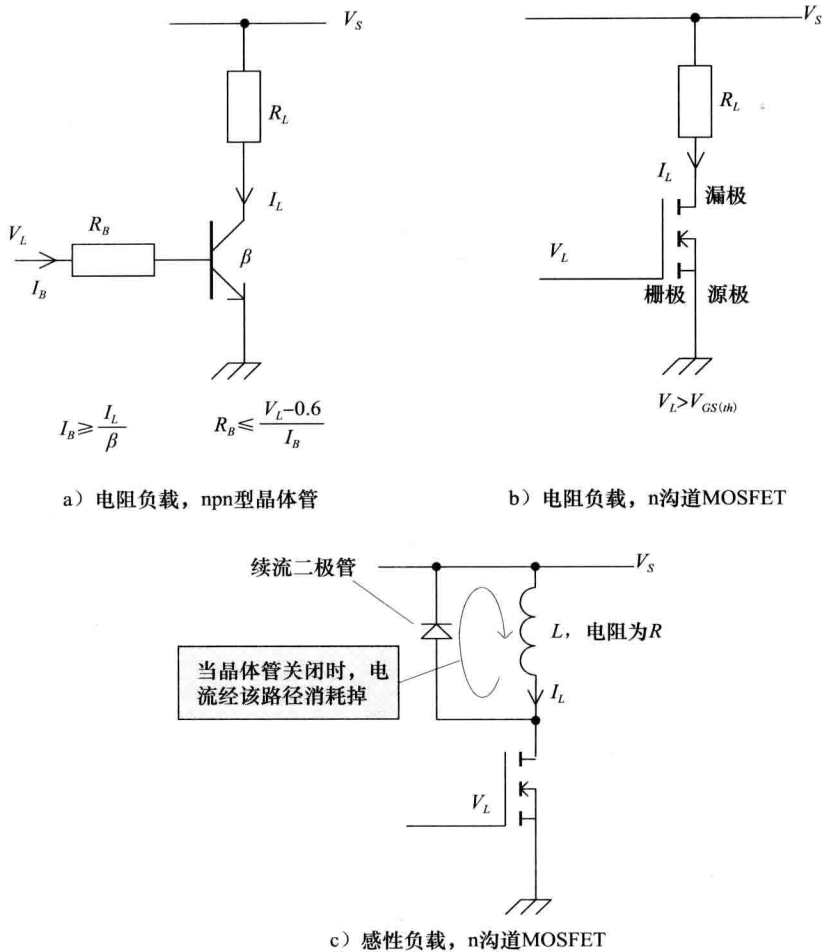 V_S
R_L
I_L
V_L
R_B
I_B
β
I_B≥I_L/β
R_B≤(V_L−0.6)/I_B
a）电阻负载，npn型晶体管
V_S
R_L
I_L
漏极
V_L
栅极
源极
V_L>V_{GS(th)}
b）电阻负载，n沟道MOSFET
续流二极管
V_S
L，电阻为R
当晶体管关闭时，电
流经该路径消耗掉
I_L
V_L
c）感性负载，n沟道MOSFET